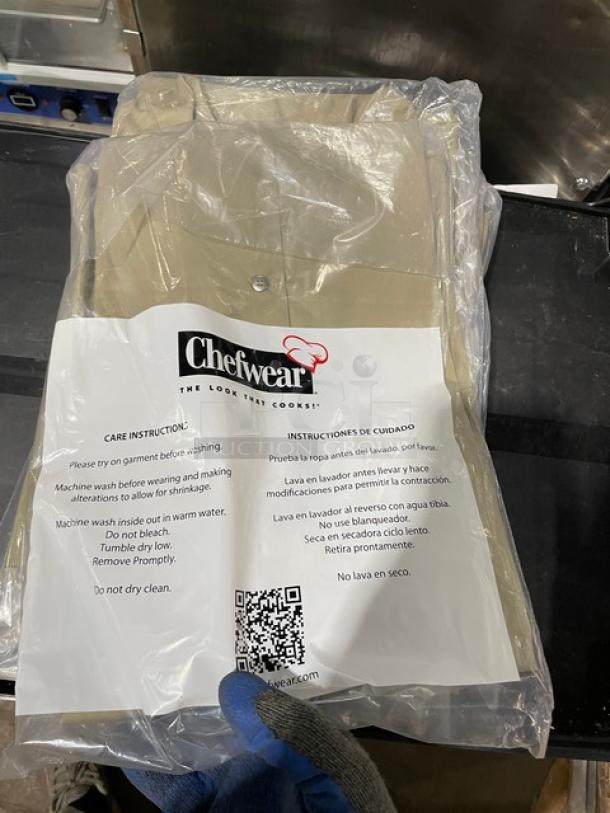 Chefwear
THE LOOK THAT COOKS!
CARE INSTRUCTIONS
Please try on garment before washing.
Machine wash before wearing and making
alterations to allow for shrinkage.
Machine wash inside out in warm water.
Do not bleach.
Tumble dry low.
Remove Promptly.
Do not dry clean.
INSTRUCTIONES DE CUIDADO
Prueba la ropa antes del lavado, por favor.
Lava en lavador antes llevar y hace
modificaciones para permitir la contracción.
Lava en lavador al reverso con agua tibia.
No use blanqueador.
Seca en secadora ciclo lento.
Retira prontamente.
No lava en seco.
fwear.com